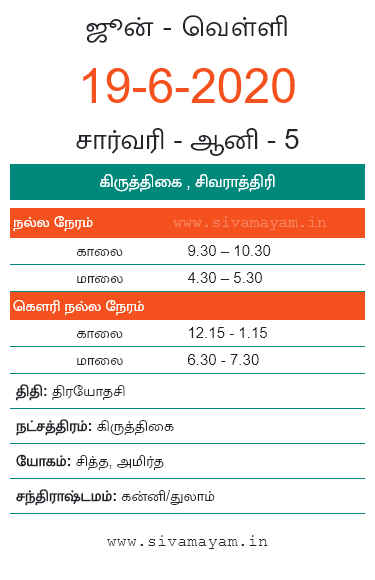 ஜூன் - வெள்ளி
19-6-2020
சார்வரி - ஆனி - 5
கிருத்திகை , சிவராத்திரி
நல்ல நேரம் www.sivamayam.in
காலை 9.30 – 10.30
மாலை 4.30 – 5.30
கௌரி நல்ல நேரம்
காலை 12.15 - 1.15
மாலை 6.30 - 7.30
திதி: திரயோதசி
நட்சத்திரம்: கிருத்திகை
யோகம்: சித்த, அமிர்த
சந்திராஷ்டமம்: கன்னி/துலாம்
www.sivamayam.in